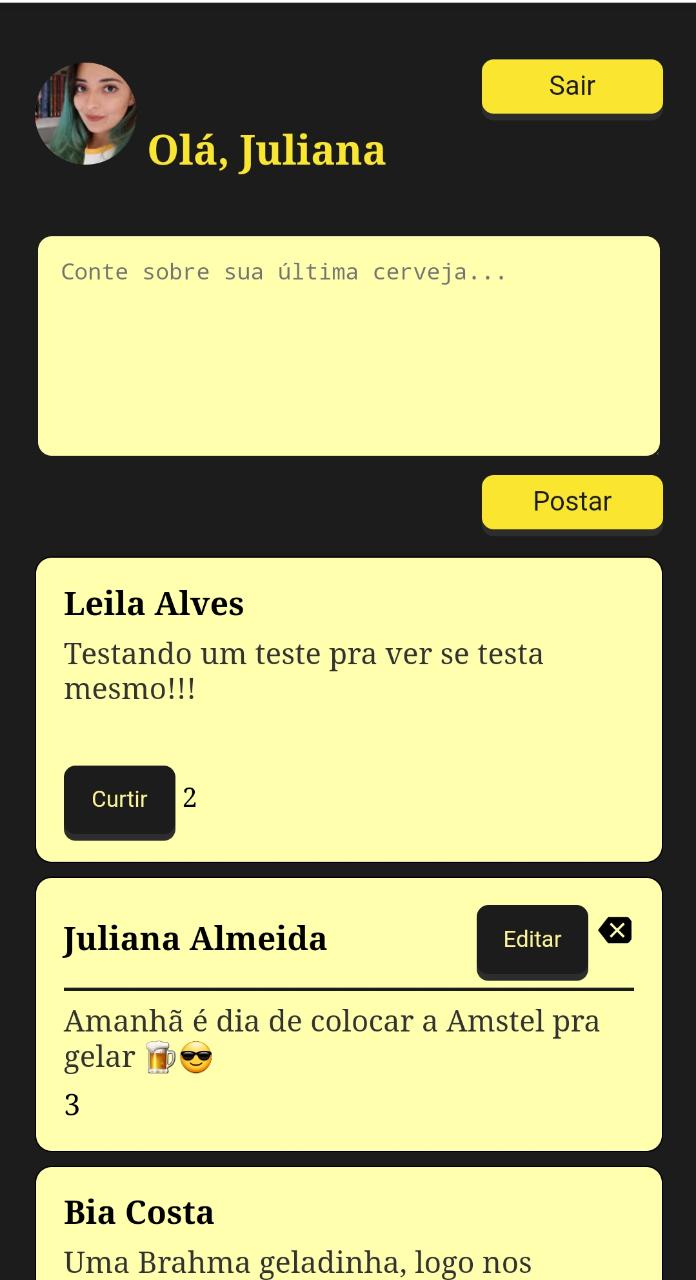 Sair
Olá, Juliana
Conte sobre sua última cerveja...
Postar
Leila Alves
Testando um teste pra ver se testa
mesmo!!!
Curtir 2
Juliana Almeida
Editar
Amanhã é dia de colocar a Amstel pra
gelar 🍺😎
3
Bia Costa
Uma Brahma geladinha, logo nos